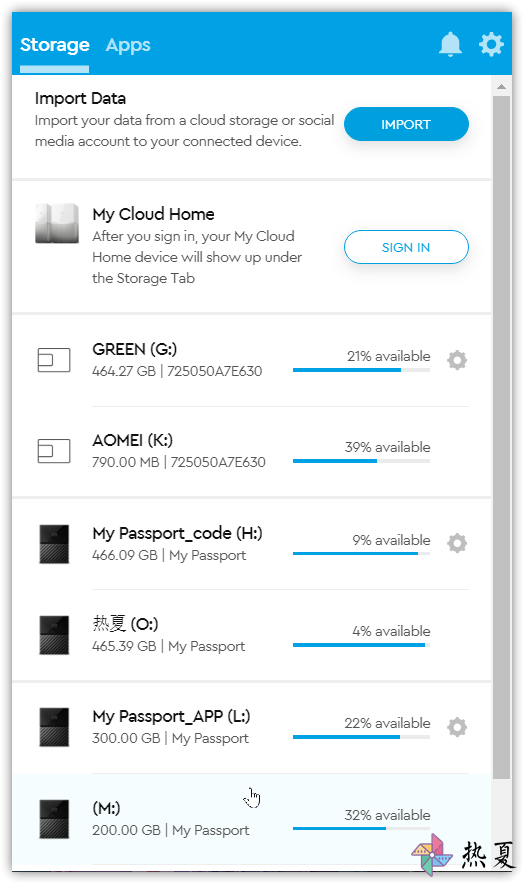 Storage Apps
Import Data
Import your data from a cloud storage or social
media account to your connected device.
IMPORT
My Cloud Home
After you sign in, your My Cloud
Home device will show up under
the Storage Tab
SIGN IN
GREEN (G:)
464.27 GB | 725050A7E630
21% available
AOMEI (K:)
790.00 MB | 725050A7E630
39% available
My Passport_code (H:)
466.09 GB | My Passport
9% available
热夏 (O:)
465.39 GB | My Passport
4% available
My Passport_APP (L:)
300.00 GB | My Passport
22% available
(M:)
200.00 GB | My Passport
32% available
热夏